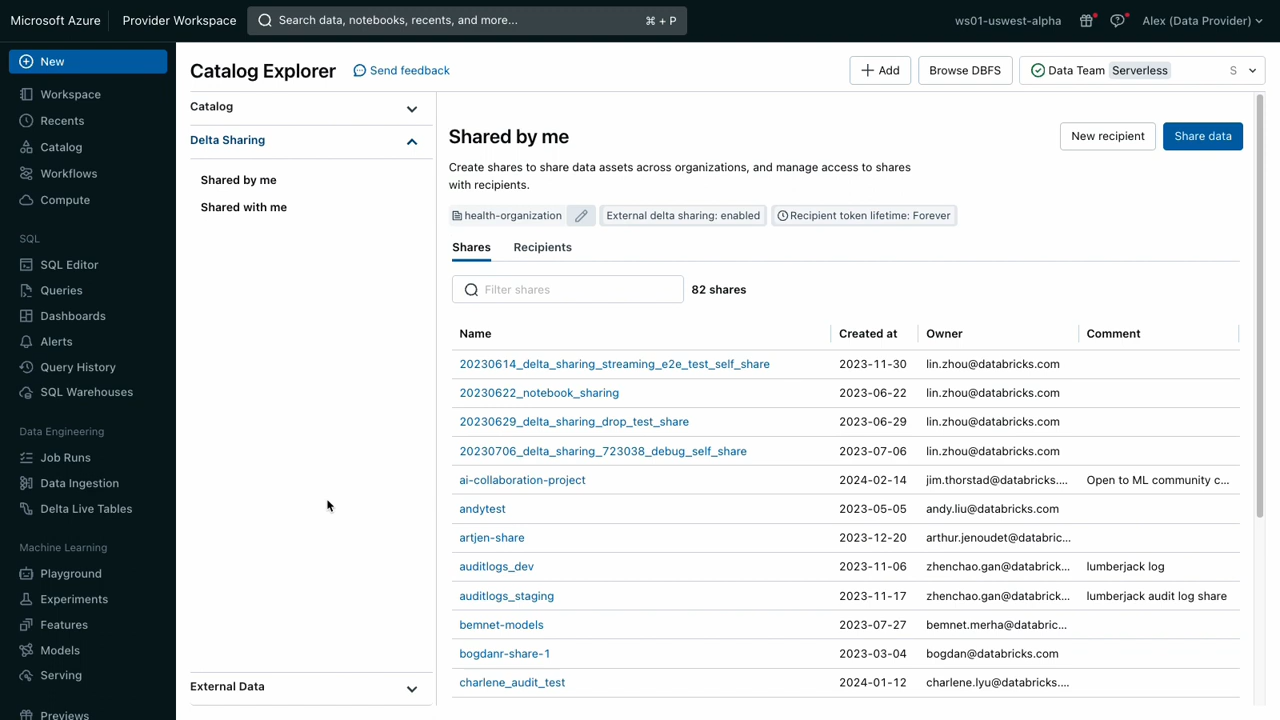 Microsoft Azure
Provider Workspace
Search data, notebooks, recents, and more...
⌘ + P
ws01-uswest-alpha
Alex (Data Provider)
New
Workspace
Recents
Catalog
Workflows
Compute
SQL
SQL Editor
Queries
Dashboards
Alerts
Query History
SQL Warehouses
Data Engineering
Job Runs
Data Ingestion
Delta Live Tables
Machine Learning
Playground
Experiments
Features
Models
Serving
Previews
Catalog Explorer
Send feedback
Add
Browse DBFS
Data Team Serverless S
Catalog
Delta Sharing
Shared by me
Shared with me
External Data
Shared by me
New recipient
Share data
Create shares to share data assets across organizations, and manage access to shares
with recipients.
health-organization
External delta sharing: enabled
Recipient token lifetime: Forever
Shares Recipients
Filter shares
82 shares
Name Created at Owner Comment
20230614_delta_sharing_streaming_e2e_test_self_share 2023-11-30 lin.zhou@databricks.com
20230622_notebook_sharing 2023-06-22 lin.zhou@databricks.com
20230629_delta_sharing_drop_test_share 2023-06-29 lin.zhou@databricks.com
20230706_delta_sharing_723038_debug_self_share 2023-07-06 lin.zhou@databricks.com
ai-collaboration-project 2024-02-14 jim.thorstad@databricks.... Open to ML community c...
andytest 2023-05-05 andy.liu@databricks.com
artjen-share 2023-12-20 arthur.jenoudet@databric...
auditlogs_dev 2023-11-06 zhenchao.gan@databrick... lumberjack log
auditlogs_staging 2023-11-17 zhenchao.gan@databrick... lumberjack audit log share
bemnet-models 2023-07-27 bemnet.merha@databric...
bogdanr-share-1 2023-03-04 bogdan@databricks.com
charlene_audit_test 2024-01-12 charlene.lyu@databricks....